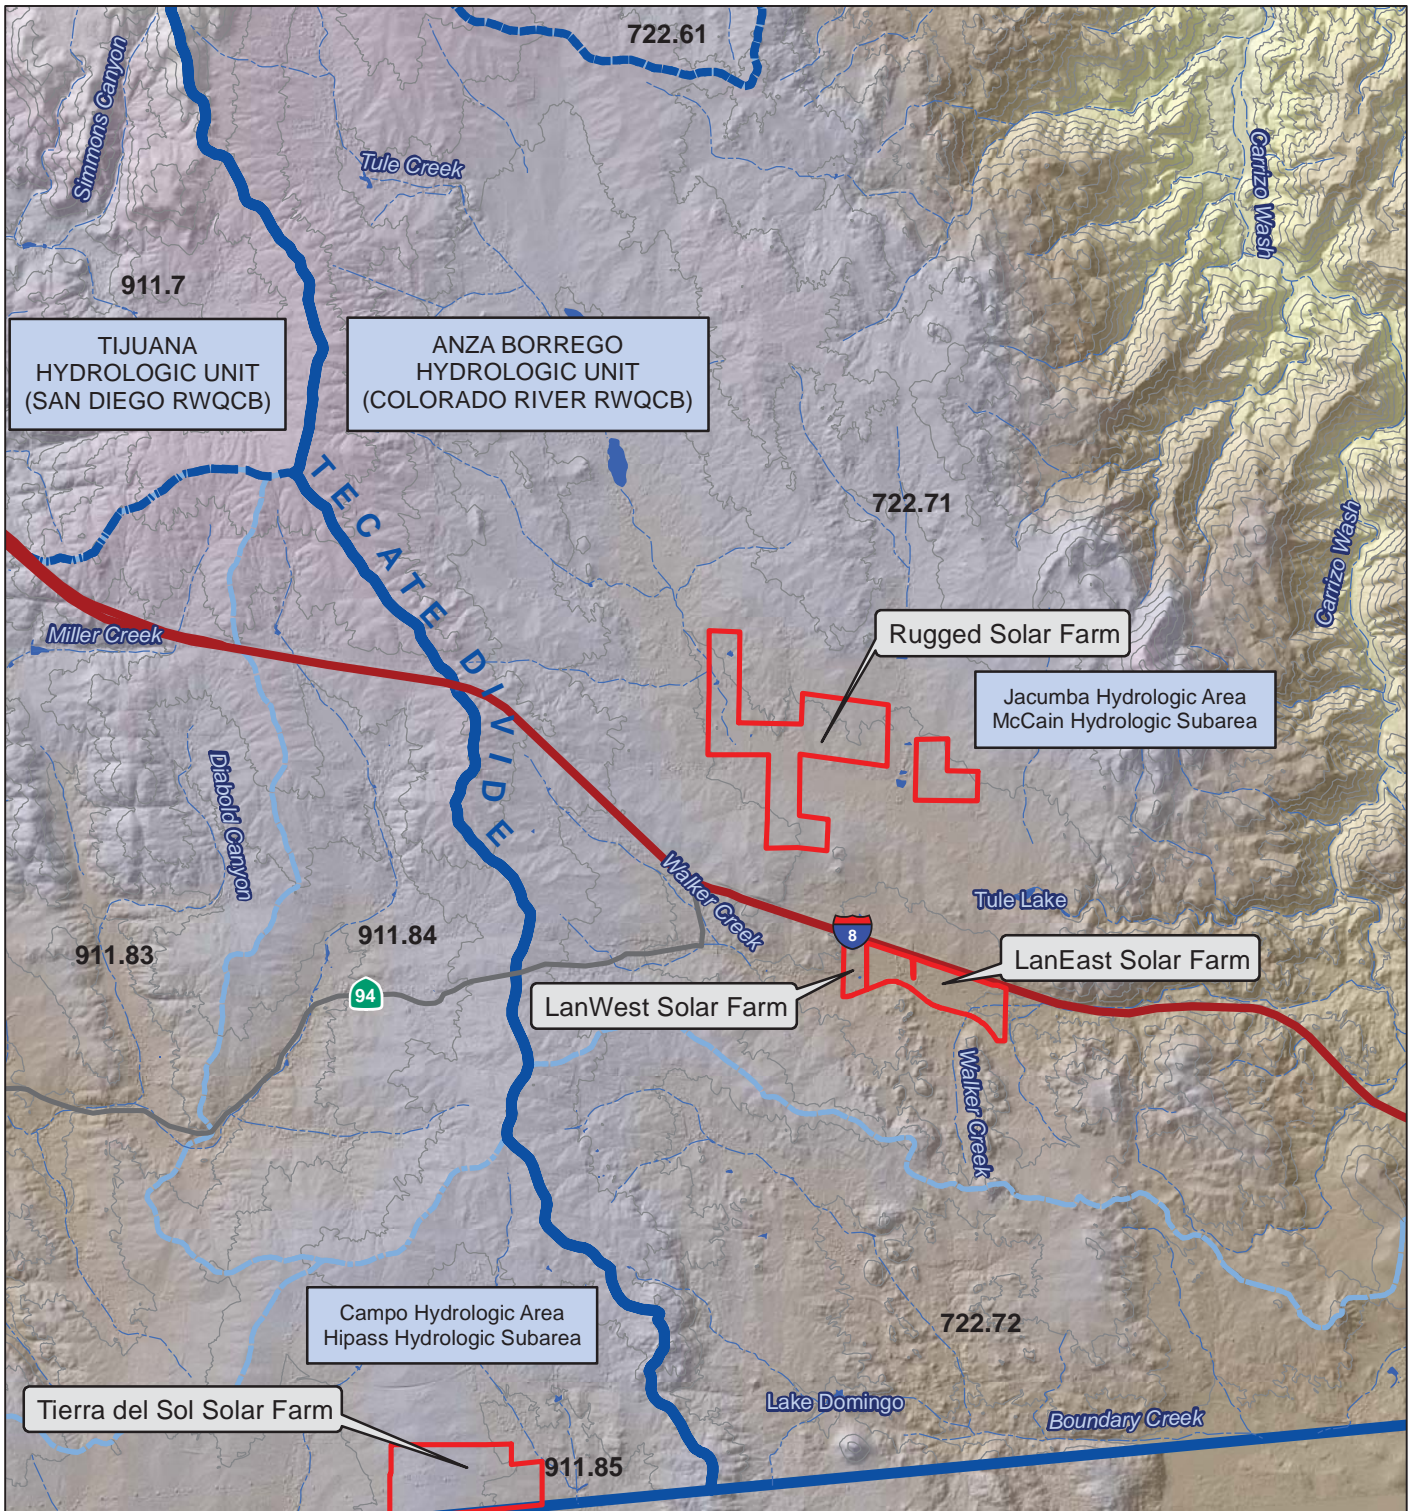 722.61
Simmons Canyon
Tule Creek
Carrizo Wash
911.7
TIJUANA
HYDROLOGIC UNIT
(SAN DIEGO RWQCB)
ANZA BORREGO
HYDROLOGIC UNIT
(COLORADO RIVER RWQCB)
TECATE DIVIDE
722.71
Carrizo Wash
Miller Creek
Rugged Solar Farm
Jacumba Hydrologic Area
McCain Hydrologic Subarea
Diabold Canyon
Walker Creek
Tule Lake
911.83
911.84
8
LanEast Solar Farm
94
LanWest Solar Farm
Walker Creek
Campo Hydrologic Area
Hipass Hydrologic Subarea
722.72
Tierra del Sol Solar Farm
Lake Domingo
Boundary Creek
911.85